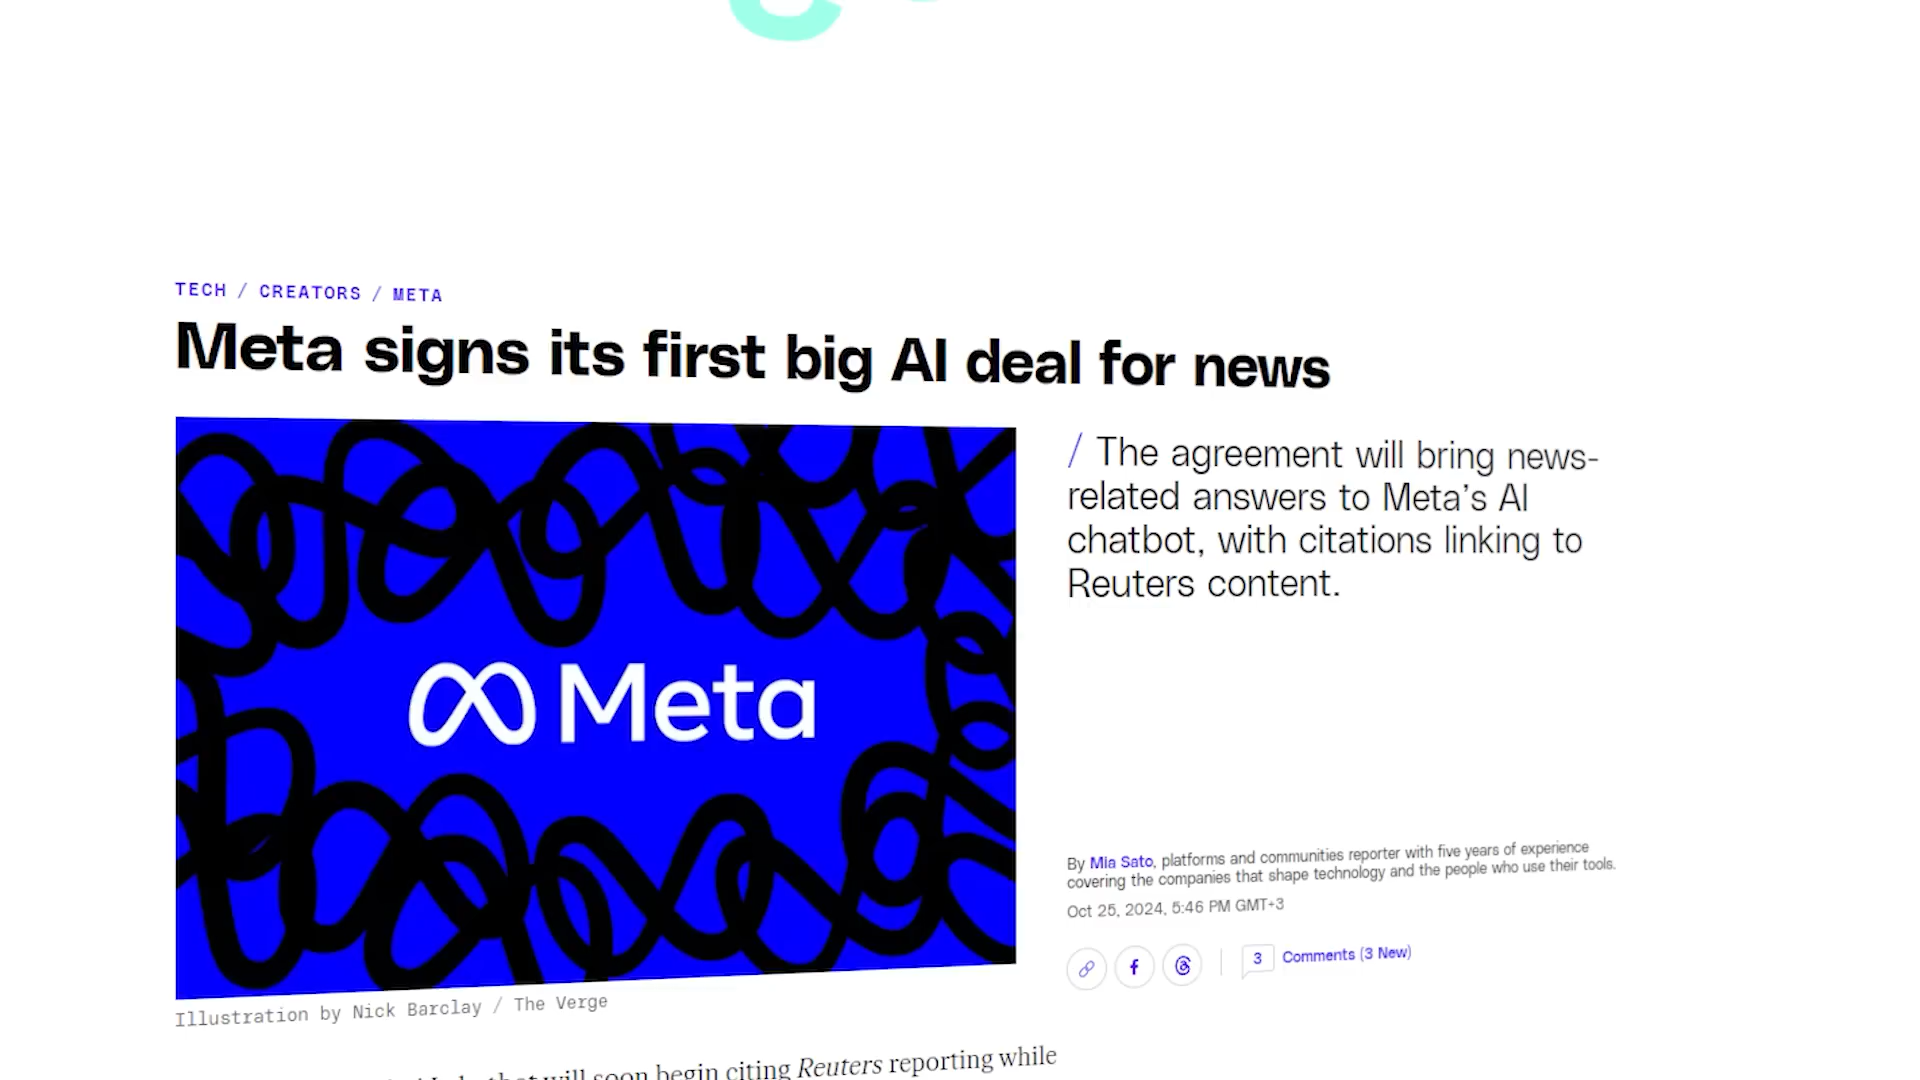 TECH / CREATORS / META
Meta signs its first big AI deal for news
/ The agreement will bring news-
related answers to Meta's AI
chatbot, with citations linking to
Reuters content.
Meta
By Mia Sato, platforms and communities reporter with five years of experience
covering the companies that shape technology and the people who use their tools.
Oct 25, 2024, 5:46 PM GMT+3
3 Comments (3 New)
Illustration by Nick Barclay / The Verge
will soon begin citing Reuters reporting while